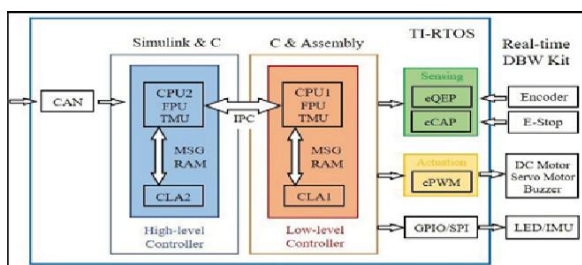 Simulink & C
C & Assembly
TI-RTOS
Real-time
DBW Kit
CAN
CPU2
FPU
TMU
IPC
CPU1
FPU
TMU
MSG
RAM
MSG
RAM
CLA2
CLA1
High-level
Controller
Low-level
Controller
Sensing
eQEP
eCAP
Encoder
E-Stop
Actuation
ePWM
DC Motor
Servo Motor
Buzzer
GPIO/SPI
LED/IMU